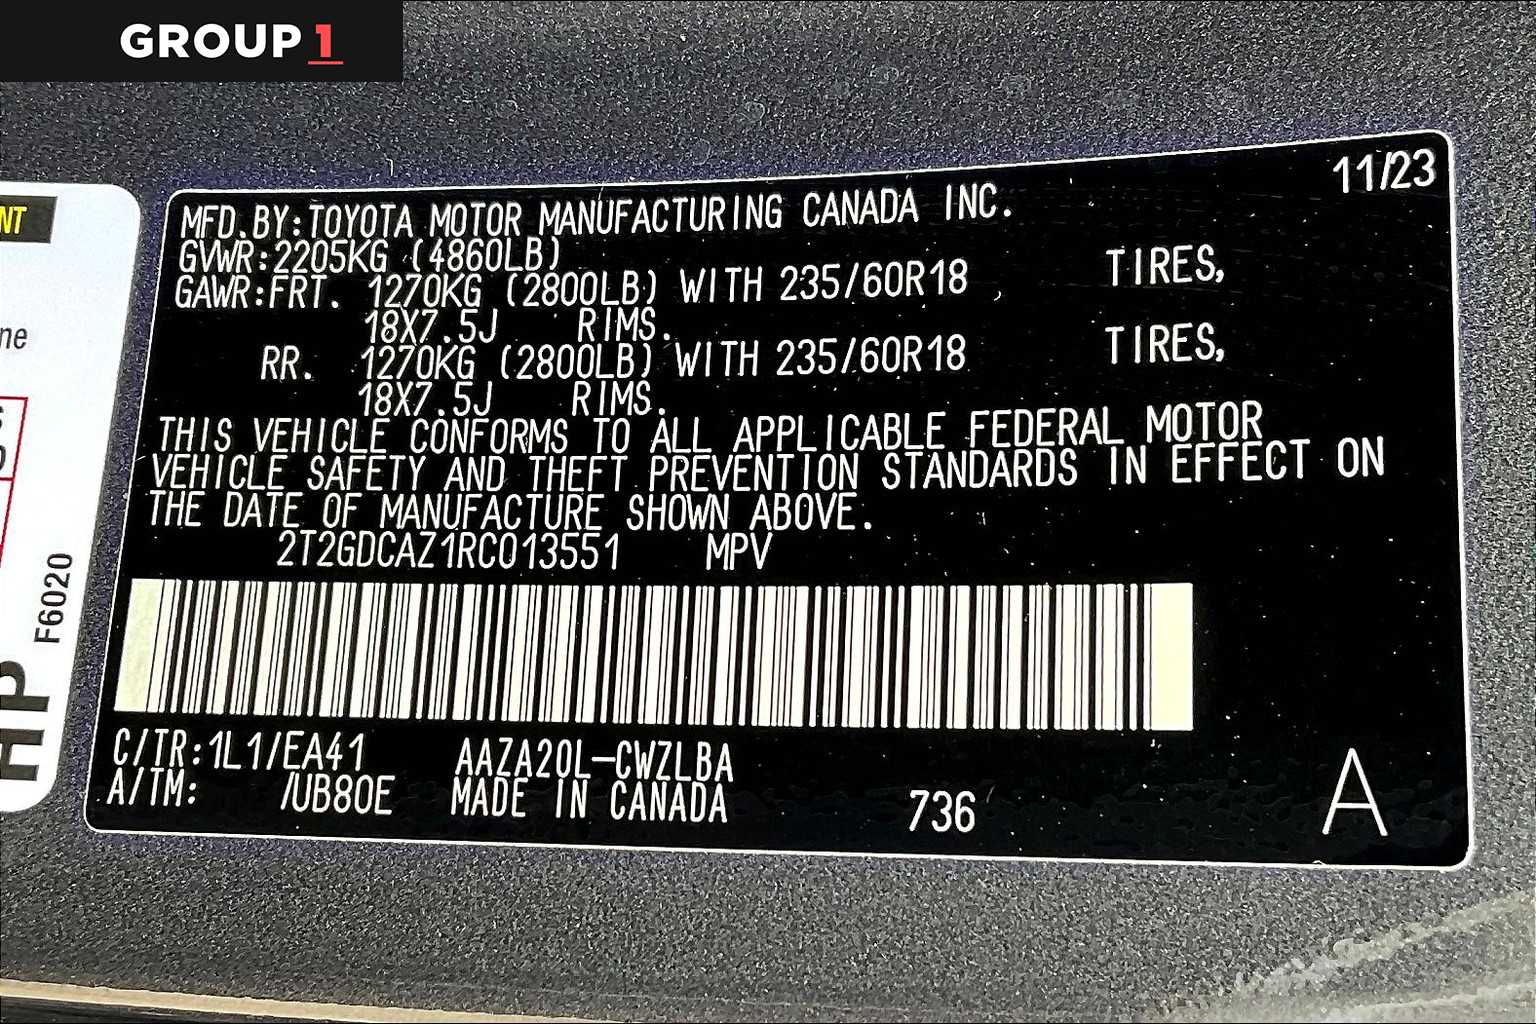 GROUP 1
11/23
MFD.BY:TOYOTA MOTOR MANUFACTURING CANADA INC.
GVWR:2205KG (4860LB)
GAWR:FRT. 1270KG (2800LB) WITH 235/60R18 TIRES,
18X7.5J RIMS.
RR. 1270KG (2800LB) WITH 235/60R18 TIRES,
18X7.5J RIMS.
THIS VEHICLE CONFORMS TO ALL APPLICABLE FEDERAL MOTOR
VEHICLE SAFETY AND THEFT PREVENTION STANDARDS IN EFFECT ON
THE DATE OF MANUFACTURE SHOWN ABOVE.
2T2GDCAZ1RC013551 MPV
C/TR:1L1/EA41 AAZA20L-CWZLBA
A/TM: /UB80E MADE IN CANADA 736 A
NT
ne
F6020
HP